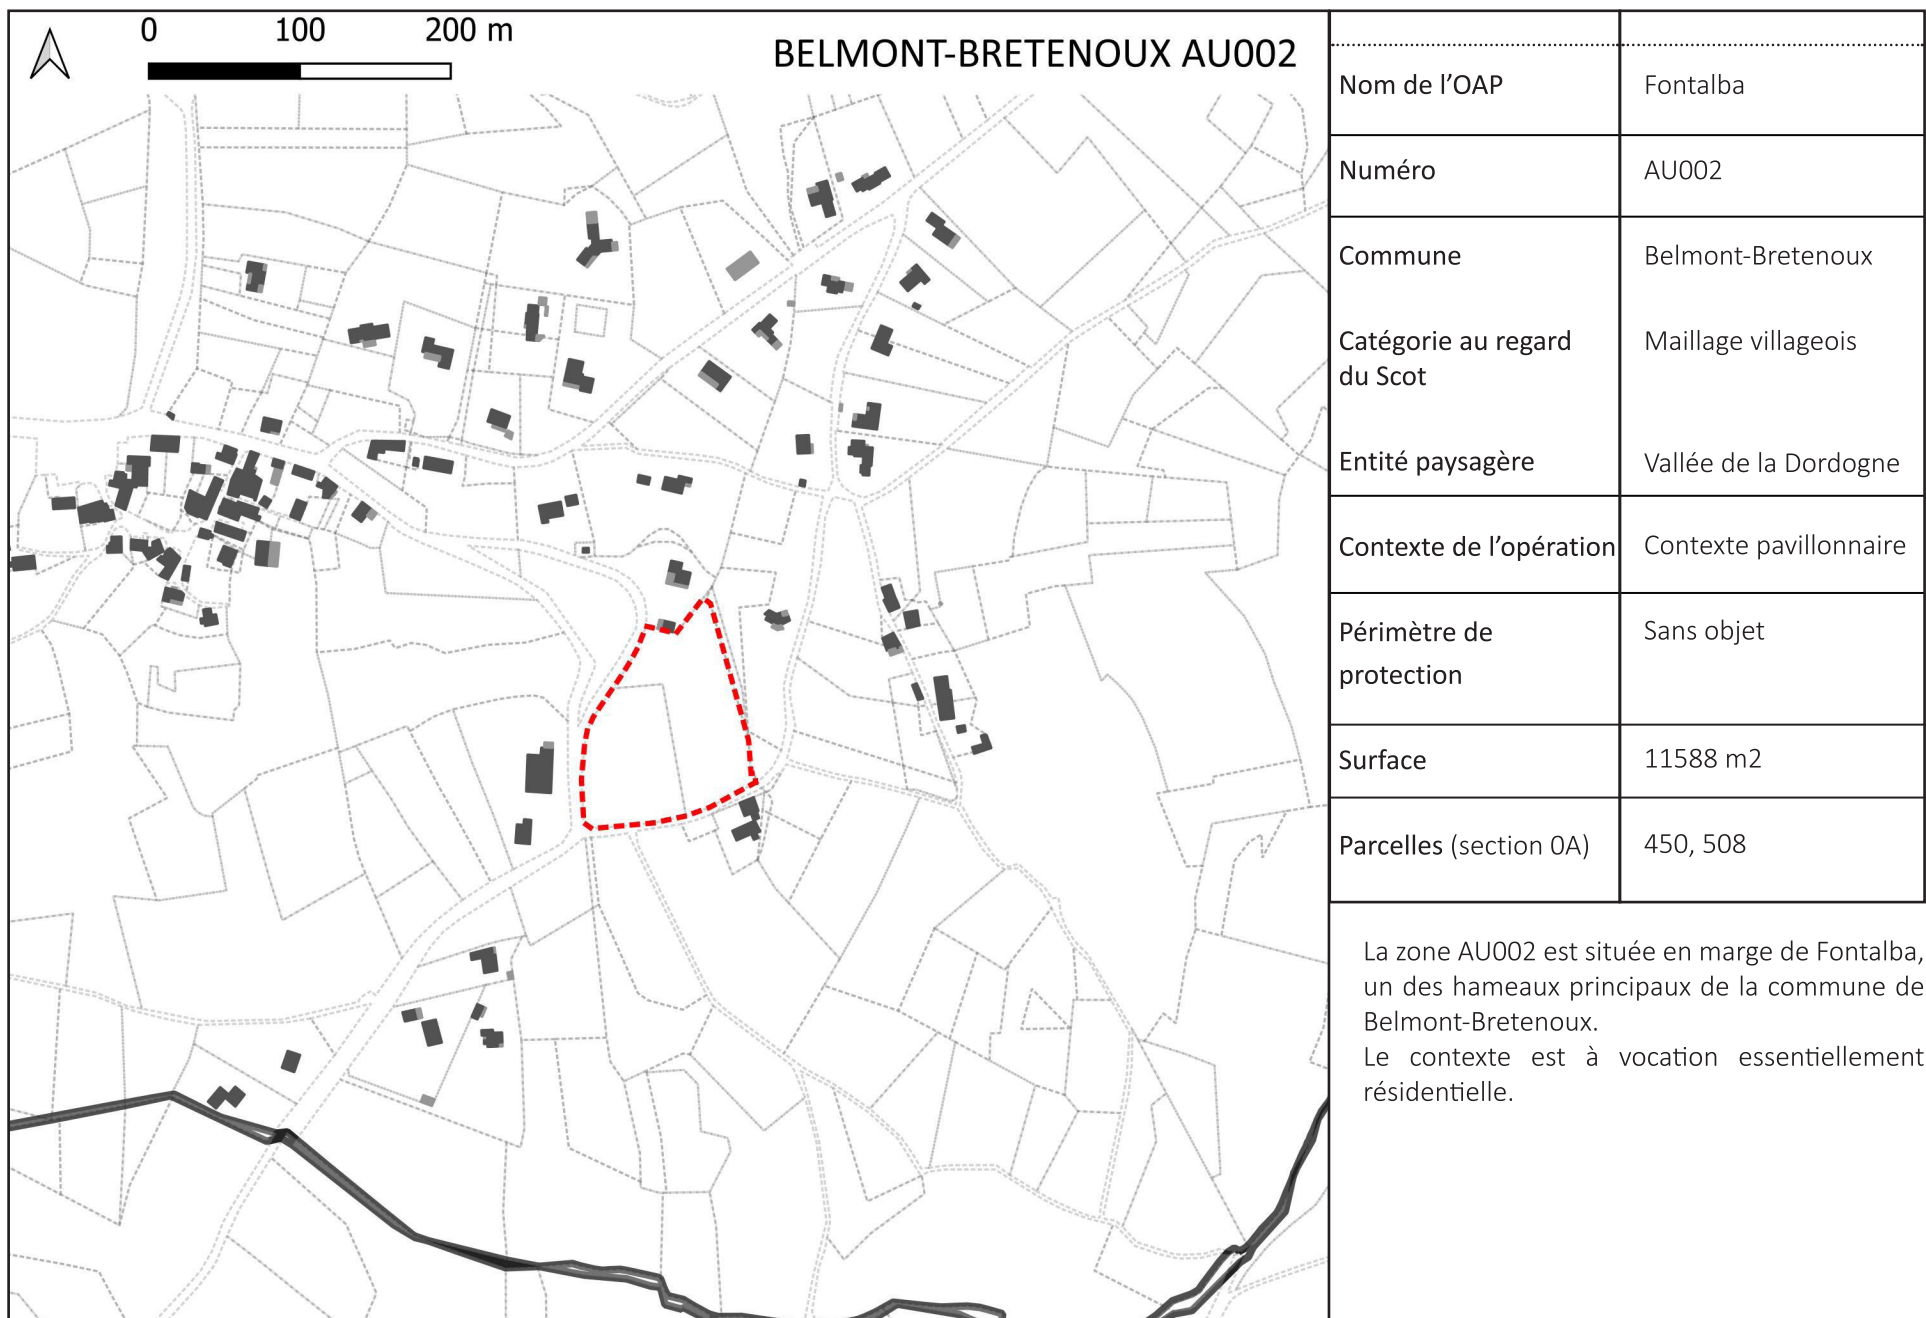 0 100 200 m
BELMONT-BRETENOUX AU002
Nom de l'OAP Fontalba
Numéro AU002
Commune Belmont-Bretenoux
Catégorie au regard Maillage villageois
du Scot
Entité paysagère Vallée de la Dordogne
Contexte de l'opération Contexte pavillonnaire
Périmètre de Sans objet
protection
Surface 11588 m2
Parcelles (section 0A) 450, 508
La zone AU002 est située en marge de Fontalba,
un des hameaux principaux de la commune de
Belmont-Bretenoux.
Le contexte est à vocation essentiellement
résidentielle.